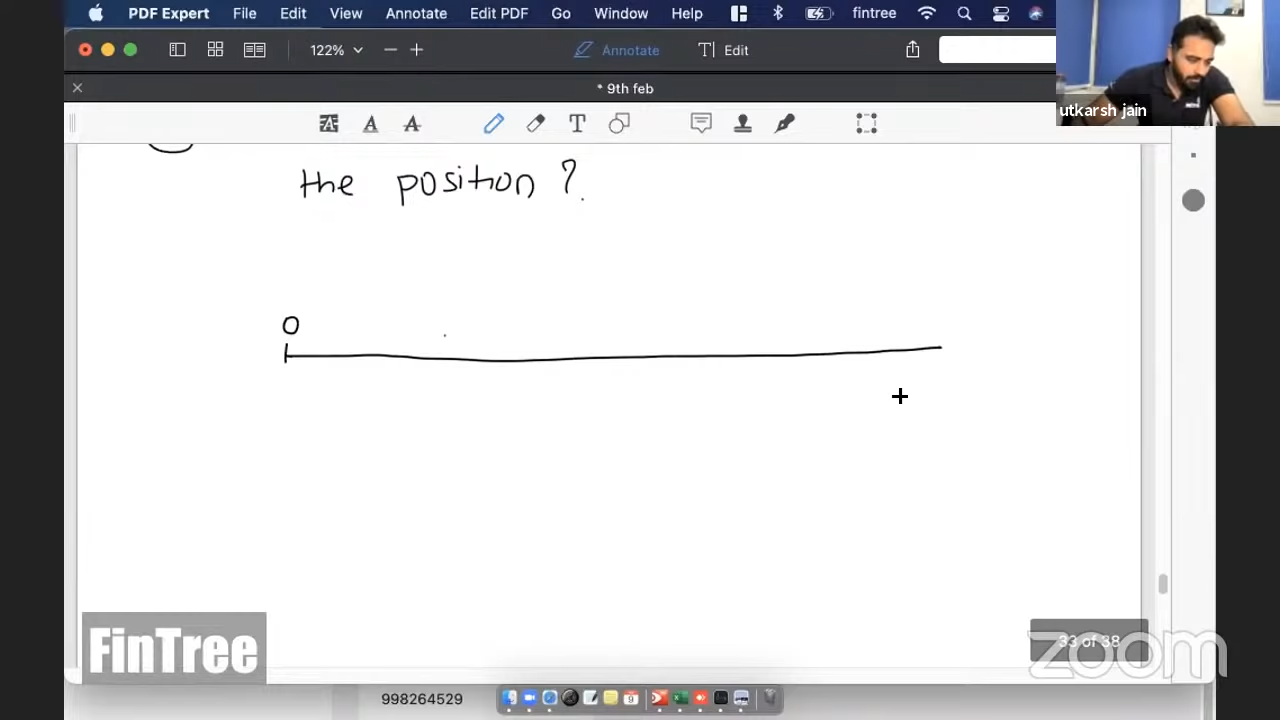 PDF Expert File Edit View Annotate Edit PDF Go Window Help fintree
122% Annotate T Edit
* 9th feb
utkarsh jain
the position ?
0
FinTree
33 of 38
zoom
998264529